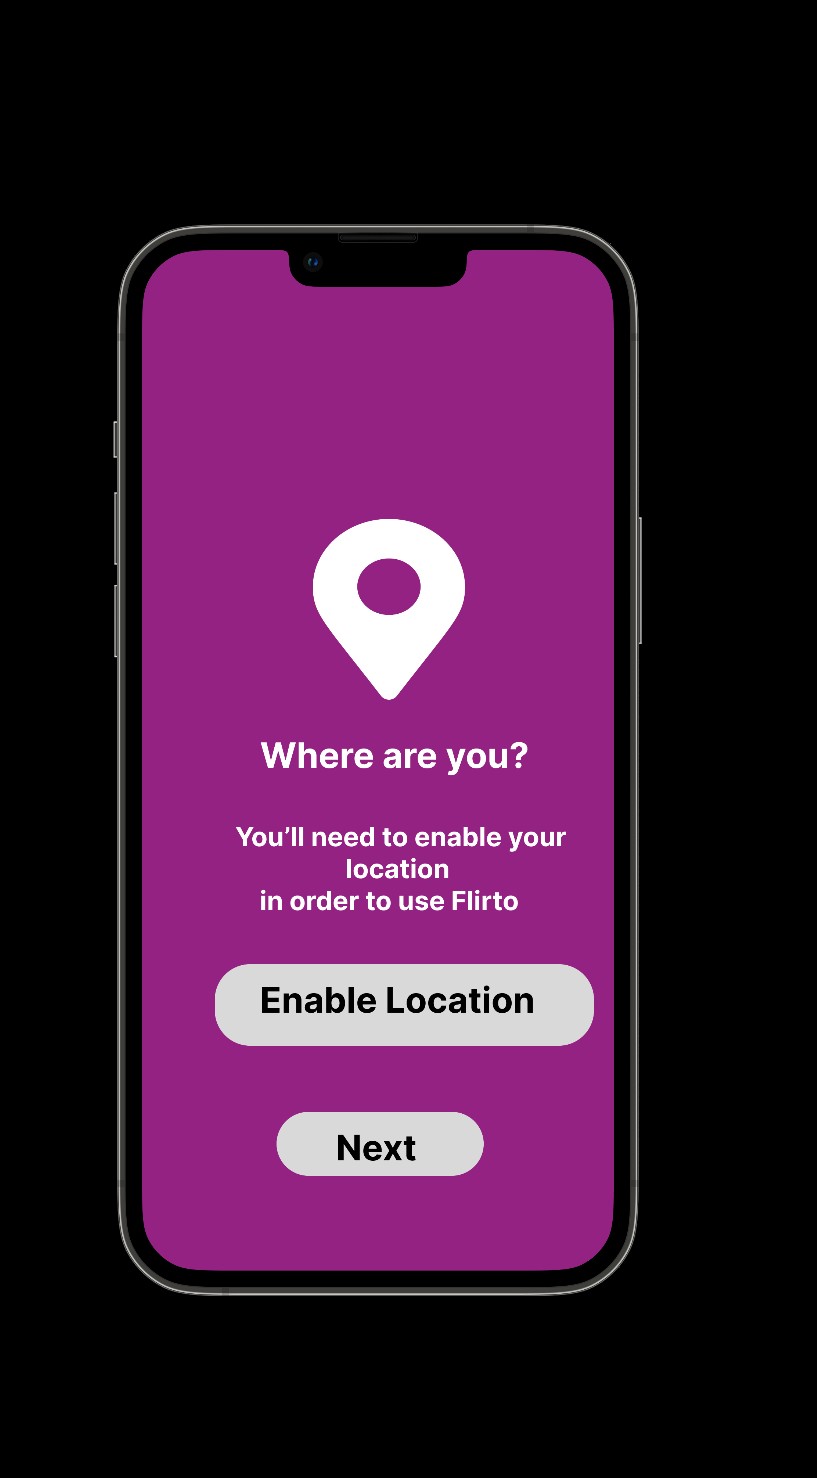 Where are you?
You’ll need to enable your
location
in order to use Flirto
Enable Location
Next